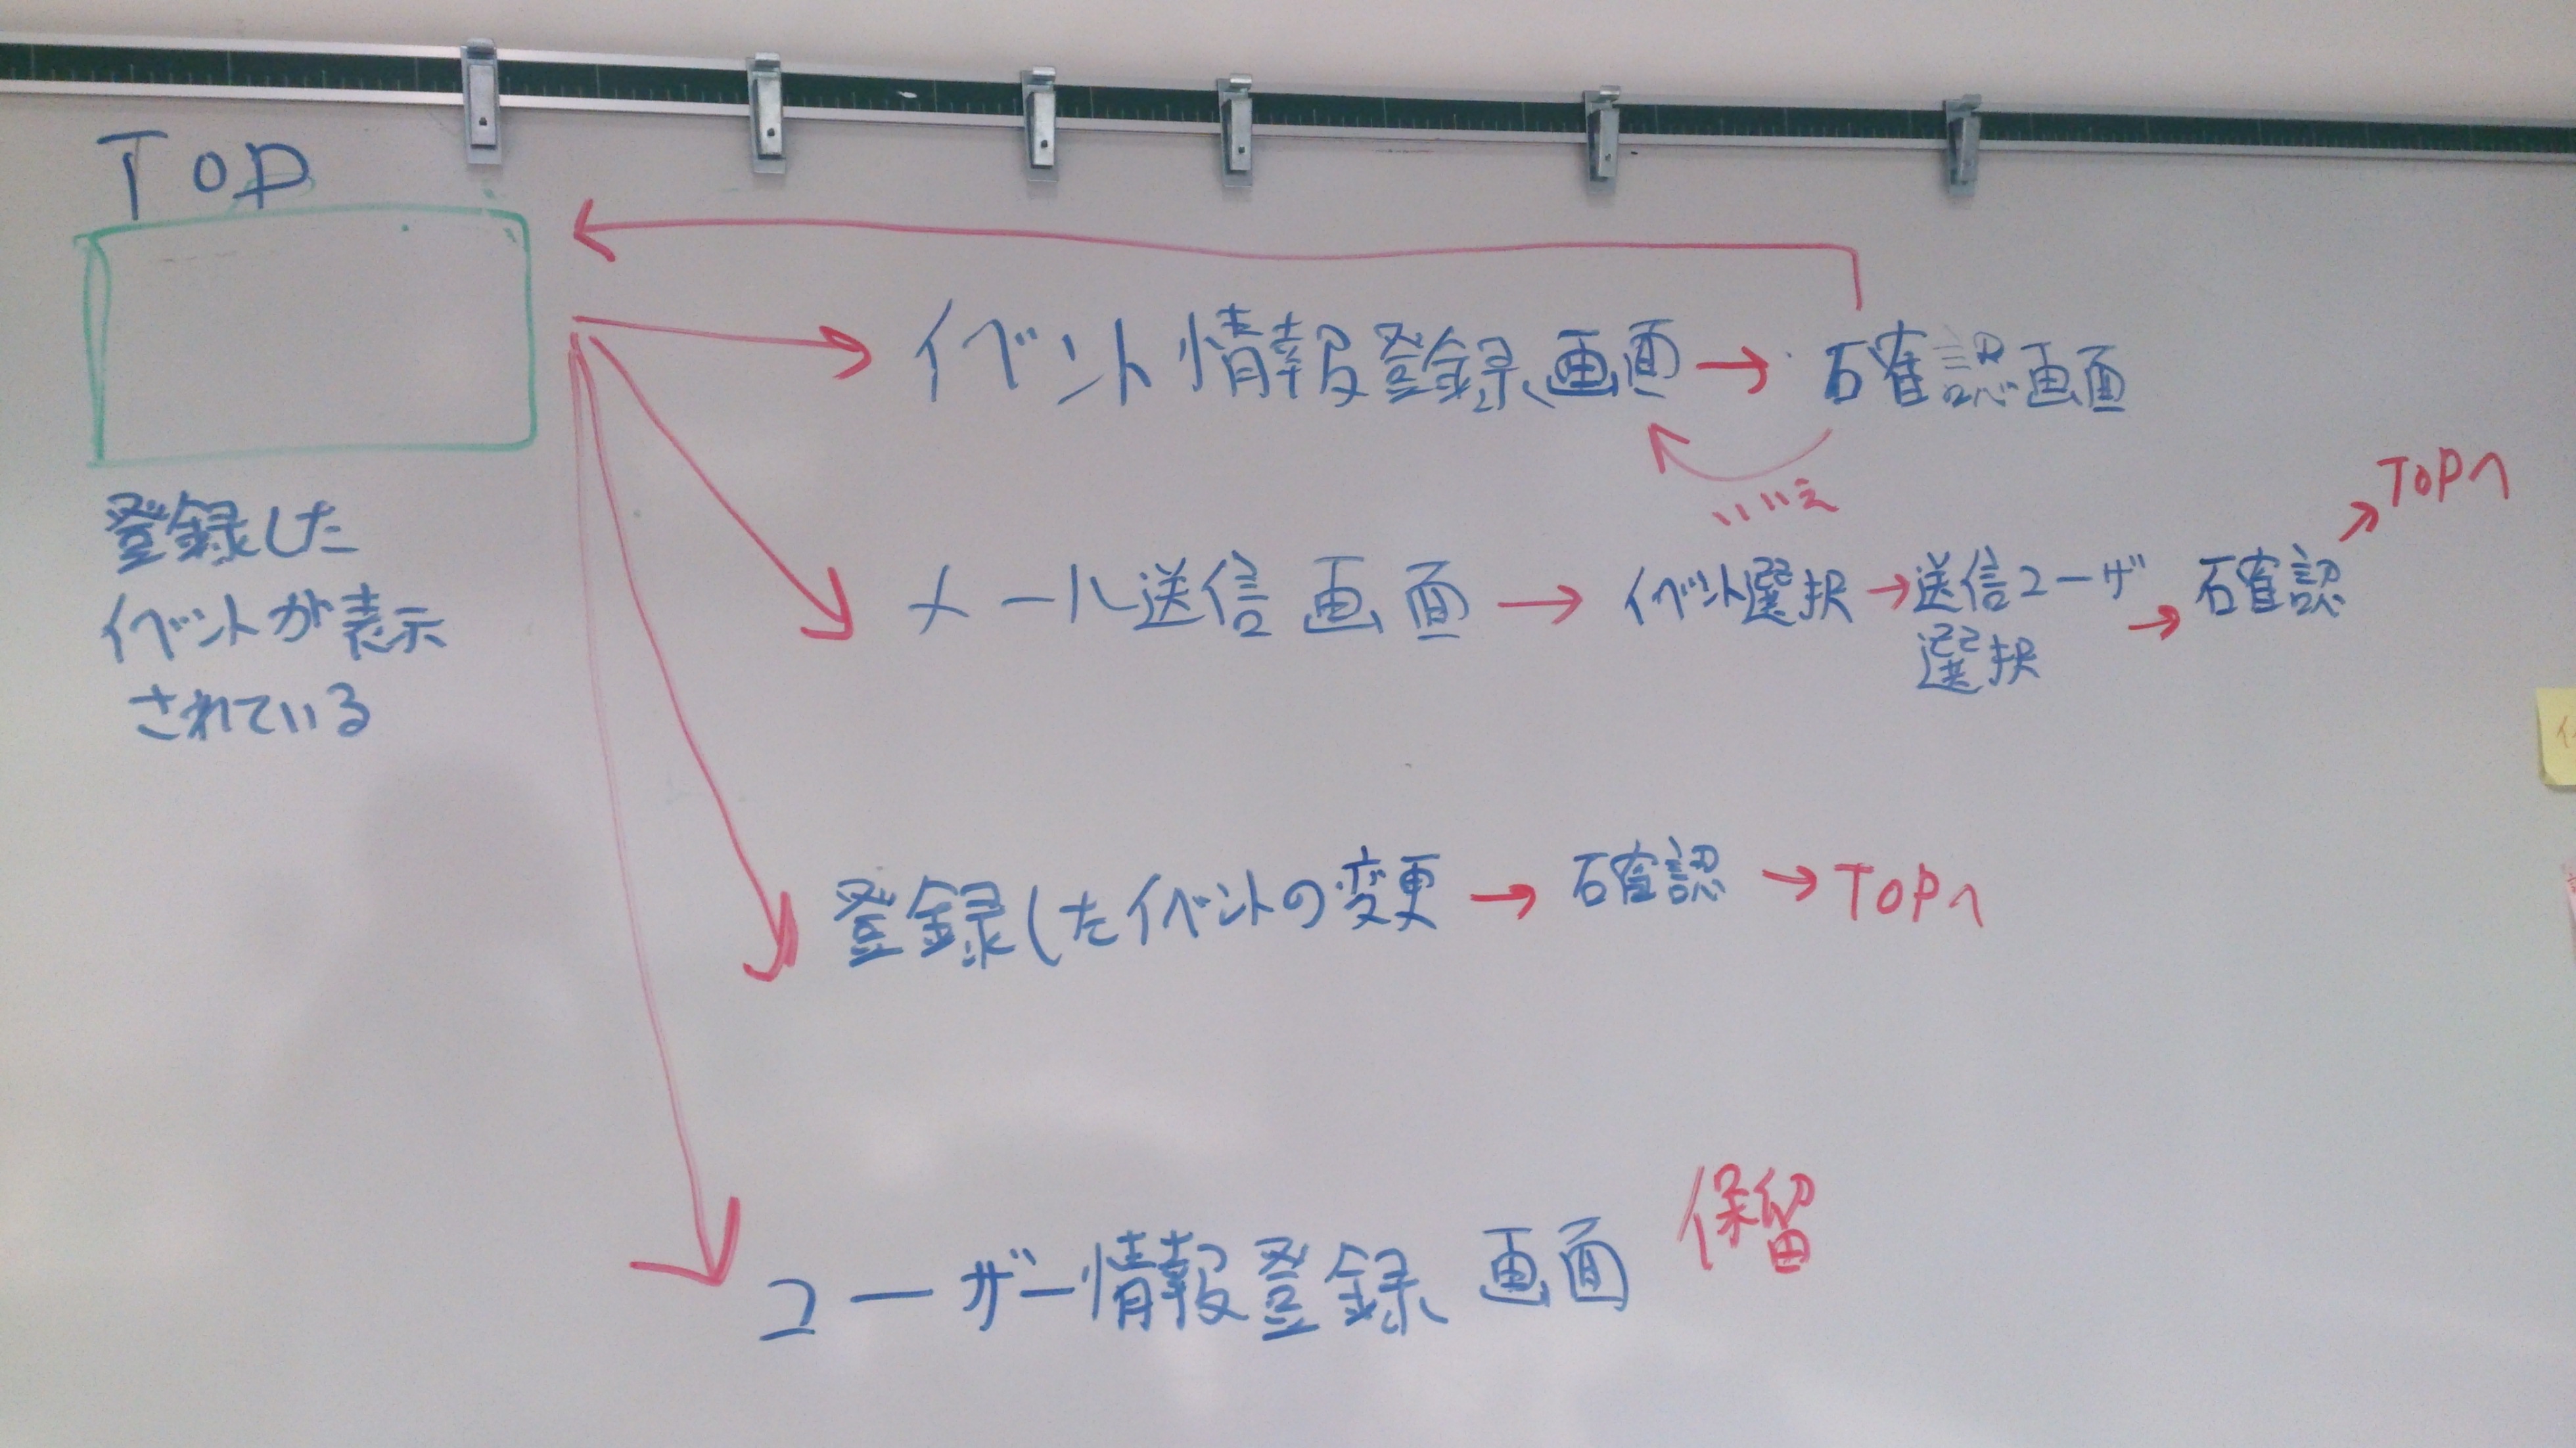 TOP
登録した
イベントが表示
されている
イベント情報登録画面 → 確認画面
いいえ
メール送信画面 → イベント選択 → 送信ユーザ
選択
→ 確認
→ TOPへ
登録したイベントの変更 → 確認 → TOPへ
ユーザー情報登録画面
保留